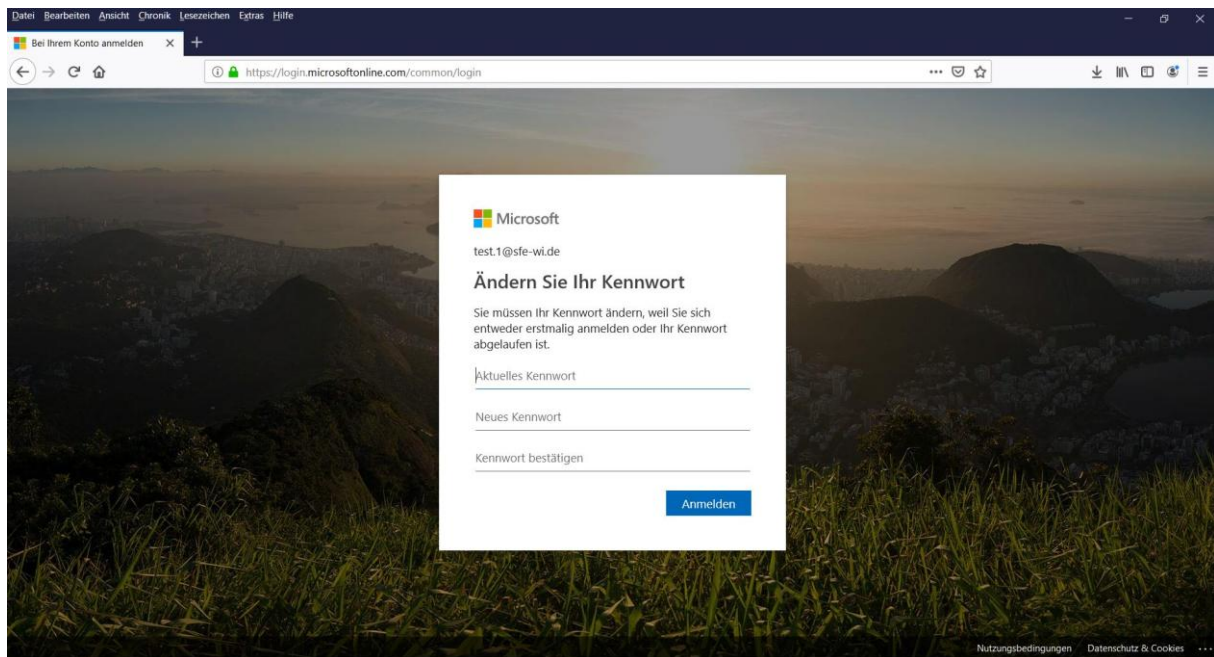 Datei Bearbeiten Ansicht Chronik Lesezeichen Extras Hilfe
Bei Ihrem Konto anmelden
https://login.microsoftonline.com/common/login
Microsoft
test.1@sfe-wi.de
Ändern Sie Ihr Kennwort
Sie müssen Ihr Kennwort ändern, weil Sie sich
entweder erstmalig anmelden oder Ihr Kennwort
abgelaufen ist.
Aktuelles Kennwort
Neues Kennwort
Kennwort bestätigen
Anmelden
Nutzungsbedingungen Datenschutz & Cookies ...